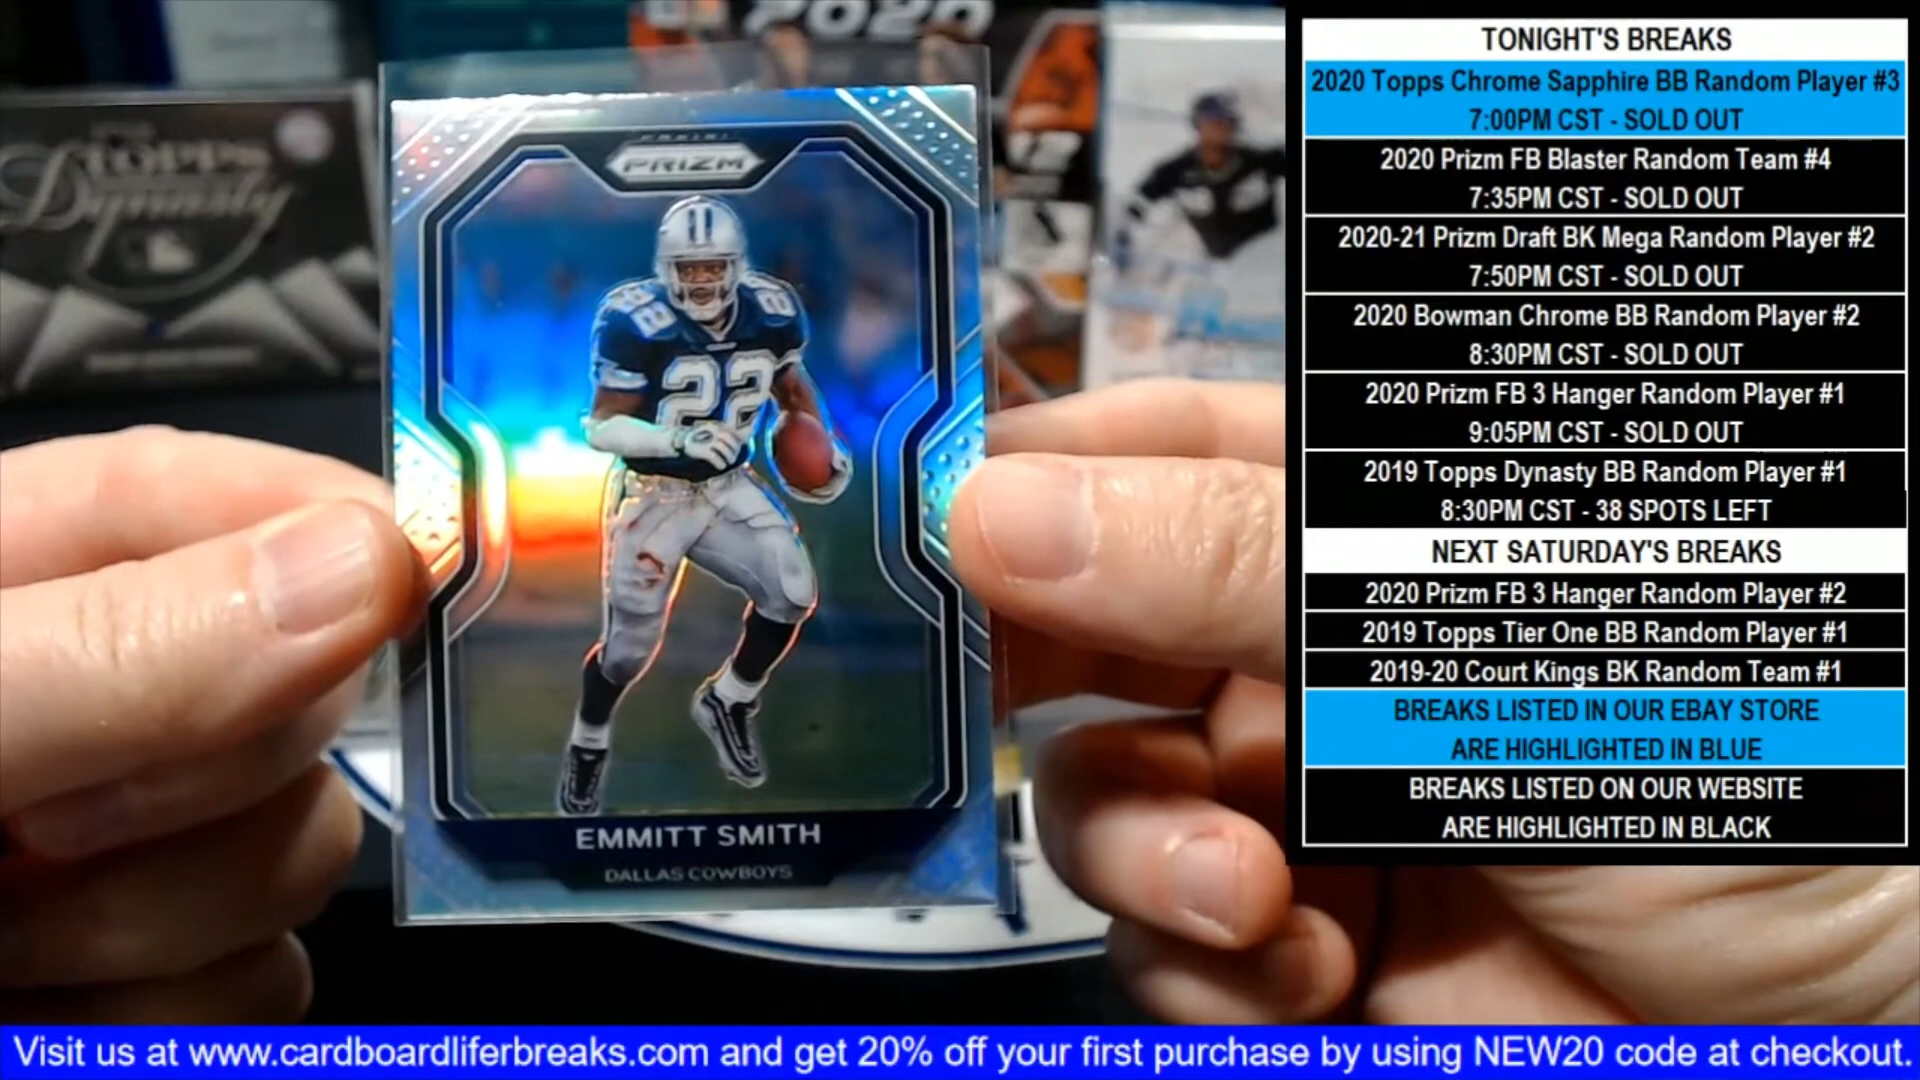 2020
TOPPS
Dynasty
PANINI
PRIZM
22
22
22
EMMITT SMITH
DALLAS COWBOYS
TONIGHT'S BREAKS
2020 Topps Chrome Sapphire BB Random Player #3
7:00PM CST - SOLD OUT
2020 Prizm FB Blaster Random Team #4
7:35PM CST - SOLD OUT
2020-21 Prizm Draft BK Mega Random Player #2
7:50PM CST - SOLD OUT
2020 Bowman Chrome BB Random Player #2
8:30PM CST - SOLD OUT
2020 Prizm FB 3 Hanger Random Player #1
9:05PM CST - SOLD OUT
2019 Topps Dynasty BB Random Player #1
8:30PM CST - 38 SPOTS LEFT
NEXT SATURDAY'S BREAKS
2020 Prizm FB 3 Hanger Random Player #2
2019 Topps Tier One BB Random Player #1
2019-20 Court Kings BK Random Team #1
BREAKS LISTED IN OUR EBAY STORE
ARE HIGHLIGHTED IN BLUE
BREAKS LISTED ON OUR WEBSITE
ARE HIGHLIGHTED IN BLACK
Visit us at www.cardboardliferbreaks.com and get 20% off your first purchase by using NEW20 code at checkout.